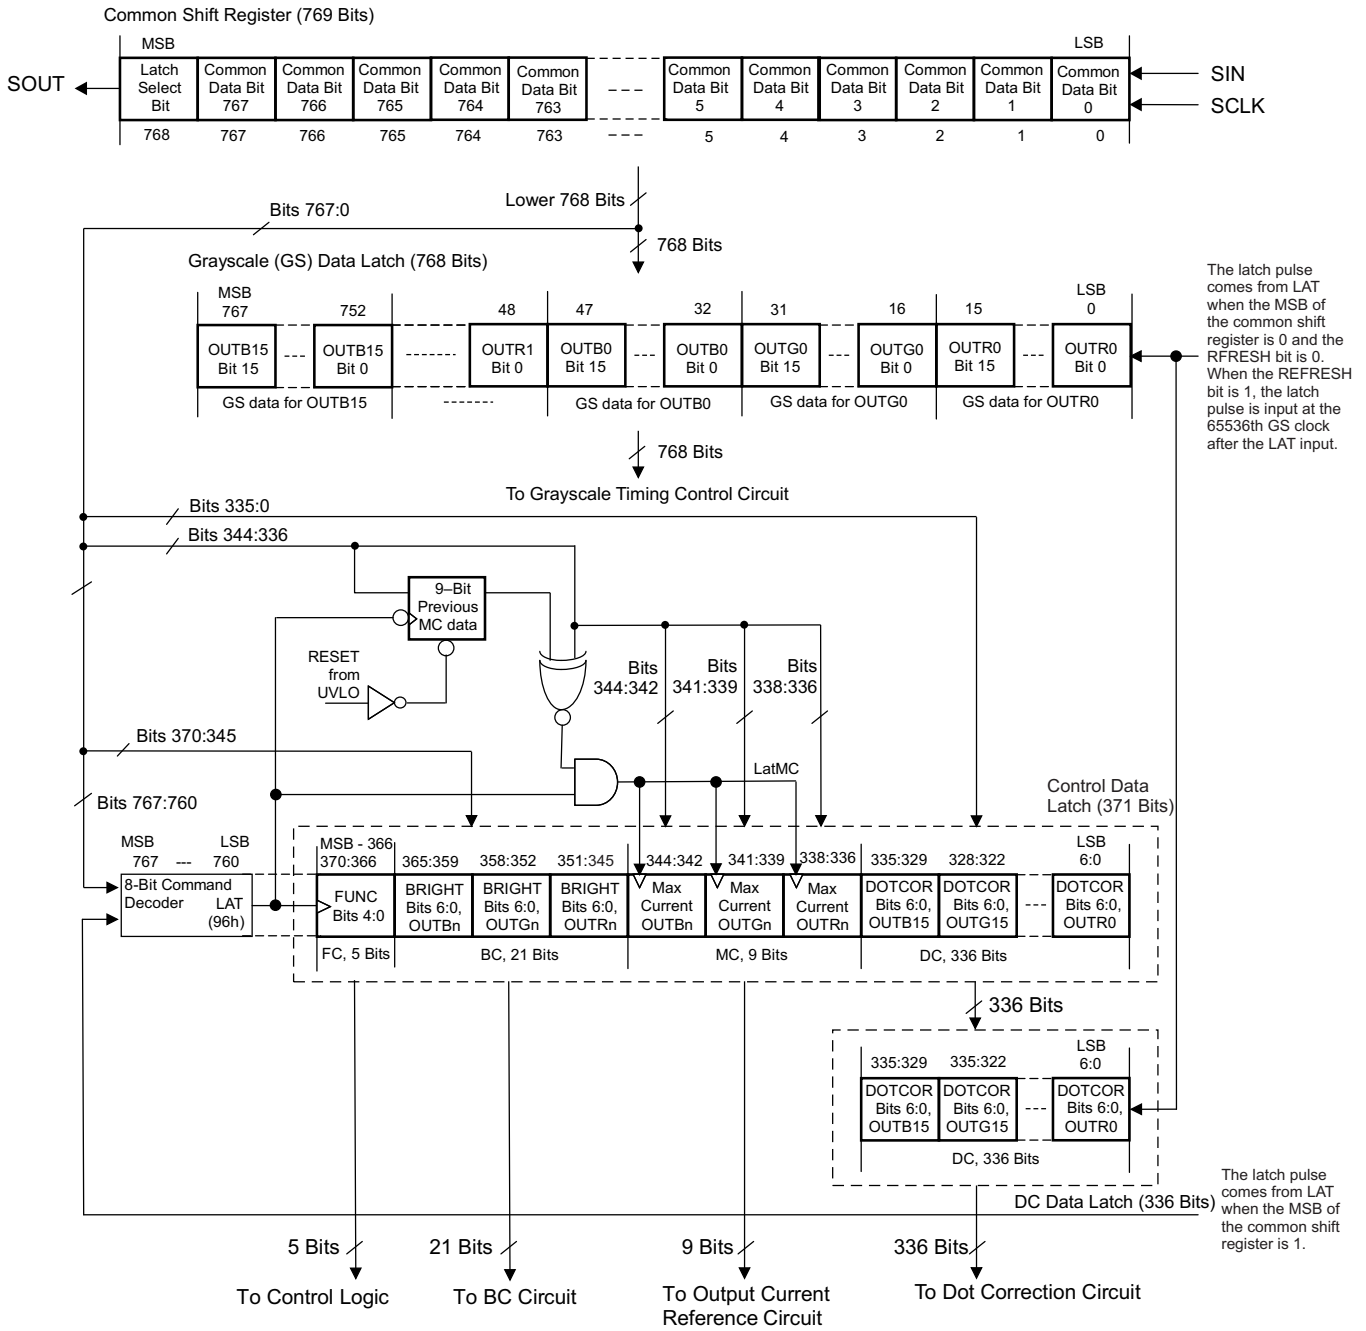 Common Shift Register (769 Bits)
MSB
LSB
SOUT
Latch Select Bit
Common Data Bit 767
Common Data Bit 766
Common Data Bit 765
Common Data Bit 764
Common Data Bit 763
Common Data Bit 5
Common Data Bit 4
Common Data Bit 3
Common Data Bit 2
Common Data Bit 1
Common Data Bit 0
SIN
SCLK
768 767 766 765 764 763 5 4 3 2 1 0
Lower 768 Bits
Bits 767:0
768 Bits
Grayscale (GS) Data Latch (768 Bits)
MSB
LSB
767 752 48 47 32 31 16 15 0
OUTB15 Bit 15
OUTB15 Bit 0
OUTR1 Bit 0
OUTB0 Bit 15
OUTB0 Bit 0
OUTG0 Bit 15
OUTG0 Bit 0
OUTR0 Bit 15
OUTR0 Bit 0
GS data for OUTB15
GS data for OUTB0
GS data for OUTG0
GS data for OUTR0
The latch pulse
comes from LAT
when the MSB of
the common shift
register is 0 and the
RFRESH bit is 0.
When the REFRESH
bit is 1, the latch
pulse is input at the
65536th GS clock
after the LAT input.
768 Bits
To Grayscale Timing Control Circuit
Bits 335:0
Bits 344:336
9–Bit
Previous
MC data
RESET
from
UVLO
Bits 344:342
Bits 341:339
Bits 338:336
Bits 370:345
LatMC
Bits 767:760
Control Data
Latch (371 Bits)
MSB
LSB
767 --- 760
8-Bit Command
Decoder
LAT
(96h)
MSB - 366
LSB
370:366 365:359 358:352 351:345 344:342 341:339 338:336 335:329 328:322 6:0
FUNC Bits 4:0
BRIGHT Bits 6:0, OUTBn
BRIGHT Bits 6:0, OUTGn
BRIGHT Bits 6:0, OUTRn
Max Current OUTBn
Max Current OUTGn
Max Current OUTRn
DOTCOR Bits 6:0, OUTB15
DOTCOR Bits 6:0, OUTG15
DOTCOR Bits 6:0, OUTR0
FC, 5 Bits
BC, 21 Bits
MC, 9 Bits
DC, 336 Bits
336 Bits
LSB
335:329 335:322 6:0
DOTCOR Bits 6:0, OUTB15
DOTCOR Bits 6:0, OUTG15
DOTCOR Bits 6:0, OUTR0
DC, 336 Bits
DC Data Latch (336 Bits)
The latch pulse
comes from LAT
when the MSB of
the common shift
register is 1.
5 Bits
21 Bits
9 Bits
336 Bits
To Control Logic
To BC Circuit
To Output Current
Reference Circuit
To Dot Correction Circuit